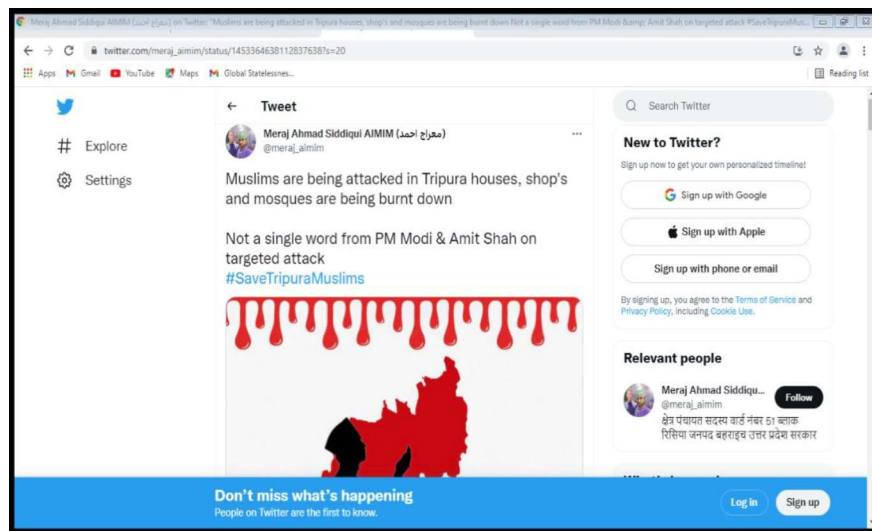 Meraj Ahmad Siddiqui AIMIM (معراج احمد) on Twitter: "Muslims are being attacked in Tripura houses, shop's and mosques are being burnt down Not a single word from PM Modi &amp; Amit Shah on targeted attack #SaveTripuraMus...
twitter.com/meraj_aimim/status/1453364638112837638?s=20
Apps Gmail YouTube Maps Global Statelessnes... Reading list
← Tweet
Search Twitter
Explore
Settings
Meraj Ahmad Siddiqui AIMIM (معراج احمد)
@meraj_aimim
Muslims are being attacked in Tripura houses, shop's
and mosques are being burnt down
Not a single word from PM Modi & Amit Shah on
targeted attack
#SaveTripuraMuslims
New to Twitter?
Sign up now to get your own personalized timeline!
Sign up with Google
Sign up with Apple
Sign up with phone or email
By signing up, you agree to the Terms of Service and
Privacy Policy, including Cookie Use.
Relevant people
Meraj Ahmad Siddiqu...
@meraj_aimim
Follow
क्षेत्र पंचायत सदस्य वार्ड नंबर 51 ब्लाक
रिसिया जनपद बहराइच उत्तर प्रदेश सरकार
Don't miss what's happening
People on Twitter are the first to know.
Log in
Sign up